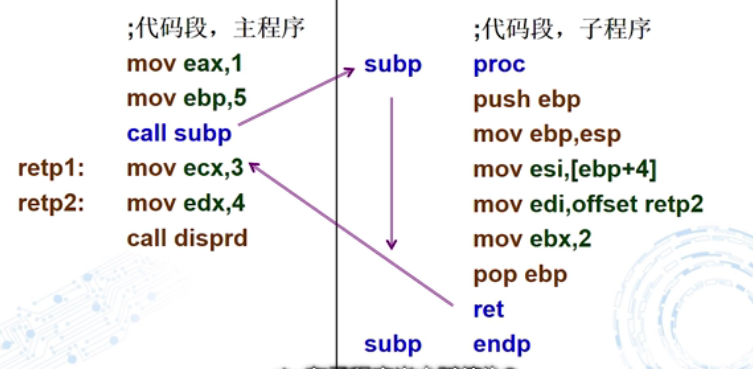 ;代码段，主程序
mov eax,1
mov ebp,5
call subp
retp1: mov ecx,3
retp2: mov edx,4
call disprd
;代码段，子程序
subp proc
push ebp
mov ebp,esp
mov esi,[ebp+4]
mov edi,offset retp2
mov ebx,2
pop ebp
ret
subp endp